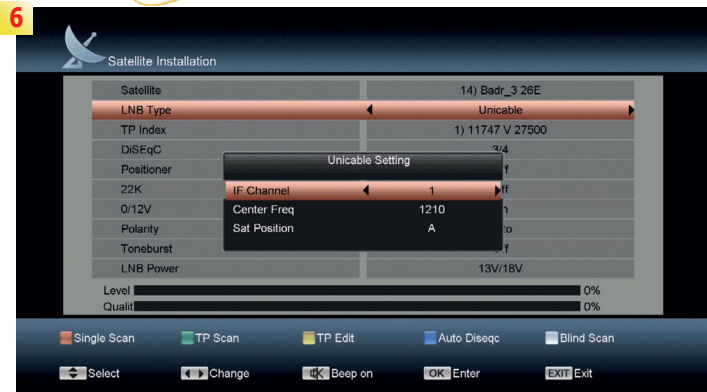 6
Satellite Installation
Satellite 14) Badr_3 26E
LNB Type Unicable
TP Index 1) 11747 V 27500
DiSEqC 3/4
Positioner f
Unicable Setting
22K ff
IF Channel 1
0/12V n
Center Freq 1210
Polarity to
Sat Position A
Toneburst f
LNB Power 13V/18V
Level 0%
Qualit 0%
Single Scan TP Scan TP Edit Auto Diseqc Blind Scan
Select Change Beep on OK Enter EXIT Exit